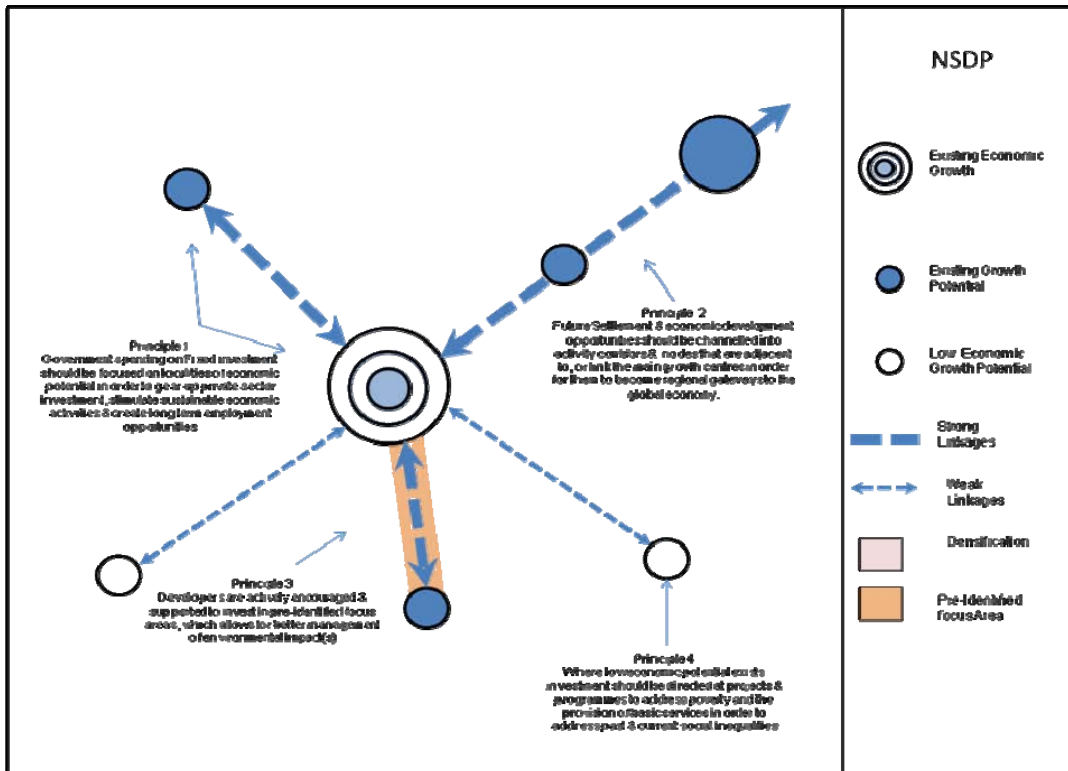 NSDP
Existing Economic
Growth
Existing Growth
Potential
Low Economic
Growth Potential
Strong
Linkages
Weak
Linkages
Densification
Pre-Identified
Focus Area
Principle 1
Government spending on Fixed investment
should be focused on localities of economic
potential in order to gear-up private sector
investment, stimulate sustainable economic
activities & create long term employment
opportunities
Principle 2
Future Settlement & economic development
opportunities should be channelled into
activity corridors & nodes that are adjacent
to, or link the main growth centres in order
for them to become regional gateways to the
global economy.
Principle 3
Developers are actively encouraged &
supported to invest in pre-identified focus
areas, which allows for better management
of environmental impact(s)
Principle 4
Where low economic potential exists
investment should be directed at projects &
programmes to address poverty and the
provision of basic services in order to
address past & current social inequalities